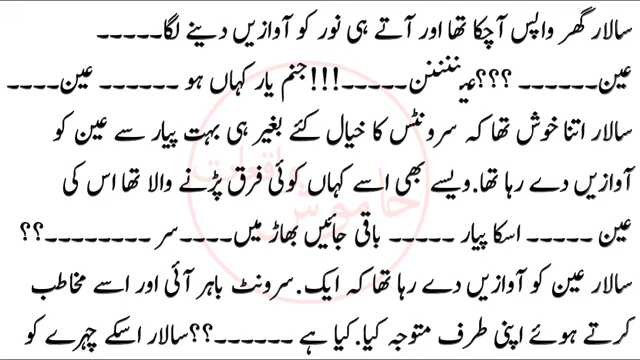 سالار گھر واپس آچکا تھا اور آتے ہی نور کو آوازیں دینے لگا۔۔۔۔۔
عین۔۔۔۔۔۔ ؟؟؟عیننننن۔۔۔۔۔!!!جنم یار کہاں ہو ۔۔۔۔۔۔ عین۔۔۔۔
سالار اتنا خوش تھا کہ سرونٹس کا خیال کئے بغیر ہی بہت پیار سے عین کو
آوازیں دے رہا تھا.ویسے بھی اسے کہاں کوئی فرق پڑنے والا تھا اس کی
عین ۔۔۔۔۔ اسکا پیار ۔۔۔۔۔ باقی جائیں بھاڑ میں۔۔۔۔سر ۔۔۔۔۔۔۔۔؟؟
سالار عین کو آوازیں دے رہا تھا کہ ایک.سرونٹ باہر آئی اور اسے مخاطب
کرتے ہوئے اپنی طرف متوجہ کیا.کیا ہے ۔۔۔۔۔۔؟؟سالار اسکے چہرے کو